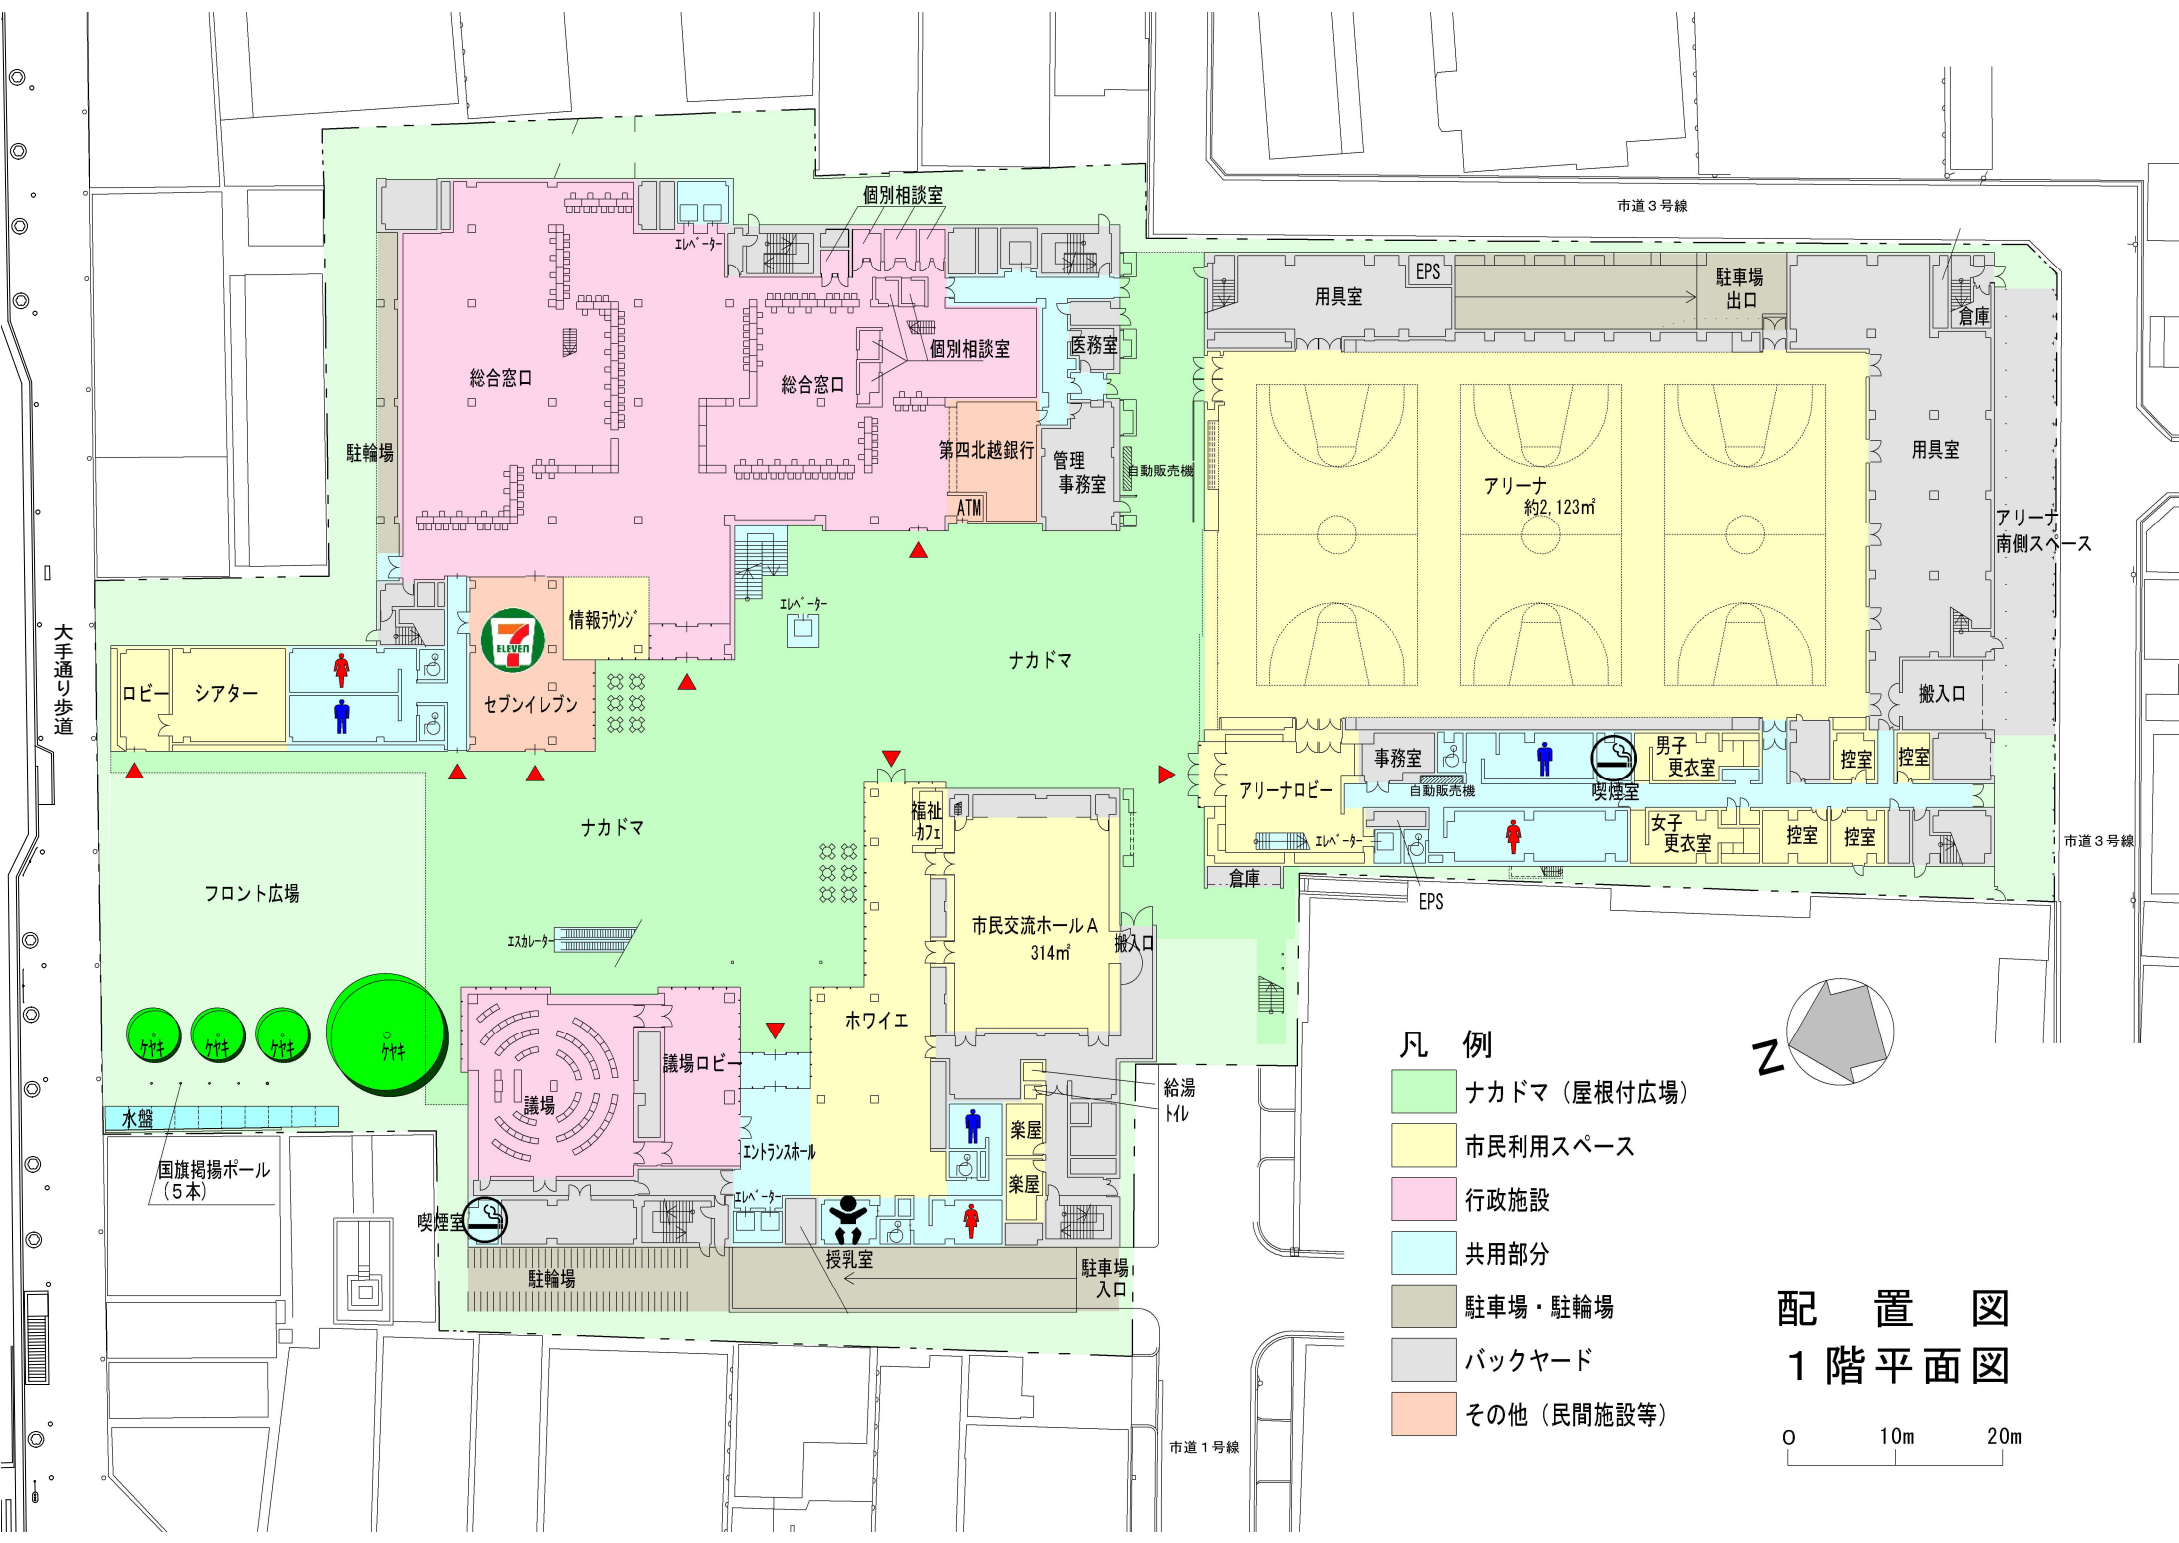 市道３号線
個別相談室
エレベーター
EPS
駐車場
出口
用具室
倉庫
医務室
個別相談室
総合窓口
総合窓口
駐輪場
第四北越銀行
管理
事務室
自動販売機
ATM
アリーナ
約2,123㎡
用具室
アリーナ
南側スペース
エレベーター
情報ラウンジ
7
ELEVEn
大手通り歩道
ロビー
シアター
セブンイレブン
ナカドマ
搬入口
事務室
男子
更衣室
控室
控室
アリーナロビー
自動販売機
喫煙室
福祉
カフェ
ナカドマ
女子
更衣室
控室
控室
エレベーター
市道３号線
倉庫
EPS
フロント広場
市民交流ホールＡ
314㎡
搬入口
エスカレーター
ホワイエ
ケヤキ
ケヤキ
ケヤキ
ケヤキ
議場ロビー
議場
水盤
給湯
トイレ
楽屋
エントランスホール
国旗掲揚ポール
（５本）
楽屋
エレベーター
喫煙室
授乳室
駐輪場
駐車場
入口
市道１号線
Z
凡　例
ナカドマ（屋根付広場）
市民利用スペース
行政施設
共用部分
駐車場・駐輪場
バックヤード
その他（民間施設等）
配　置　図
１階平面図
0　10m　20m